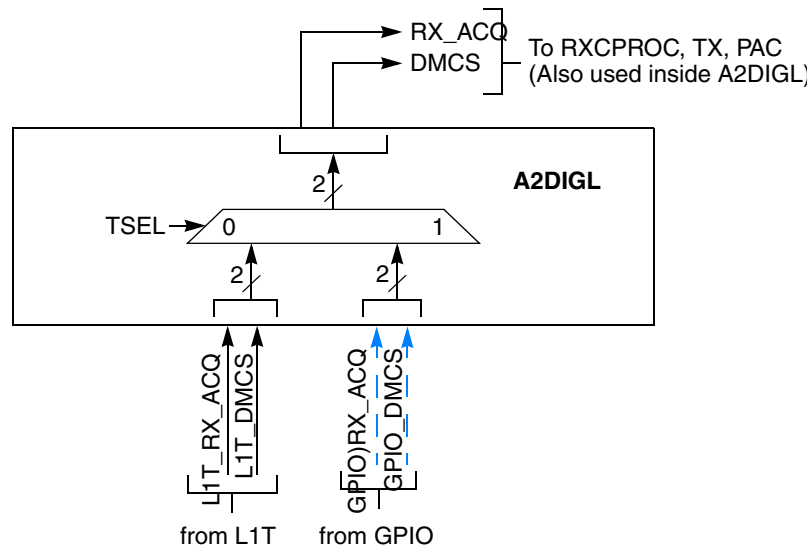 RX_ACQ
DMCS
To RXCPROC, TX, PAC
(Also used inside A2DIGL)
A2DIGL
2
TSEL
0
1
2
2
L1T_RX_ACQ
L1T_DMCS
GPIO)RX_ACQ
GPIO_DMCS
from L1T
from GPIO